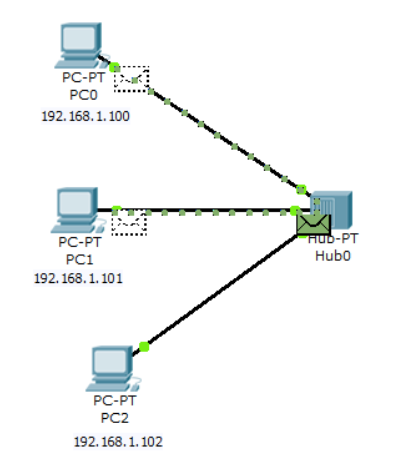 PC-PT
PC0
192.168.1.100
PC-PT
PC1
192.168.1.101
Hub-PT
Hub0
PC-PT
PC2
192.168.1.102